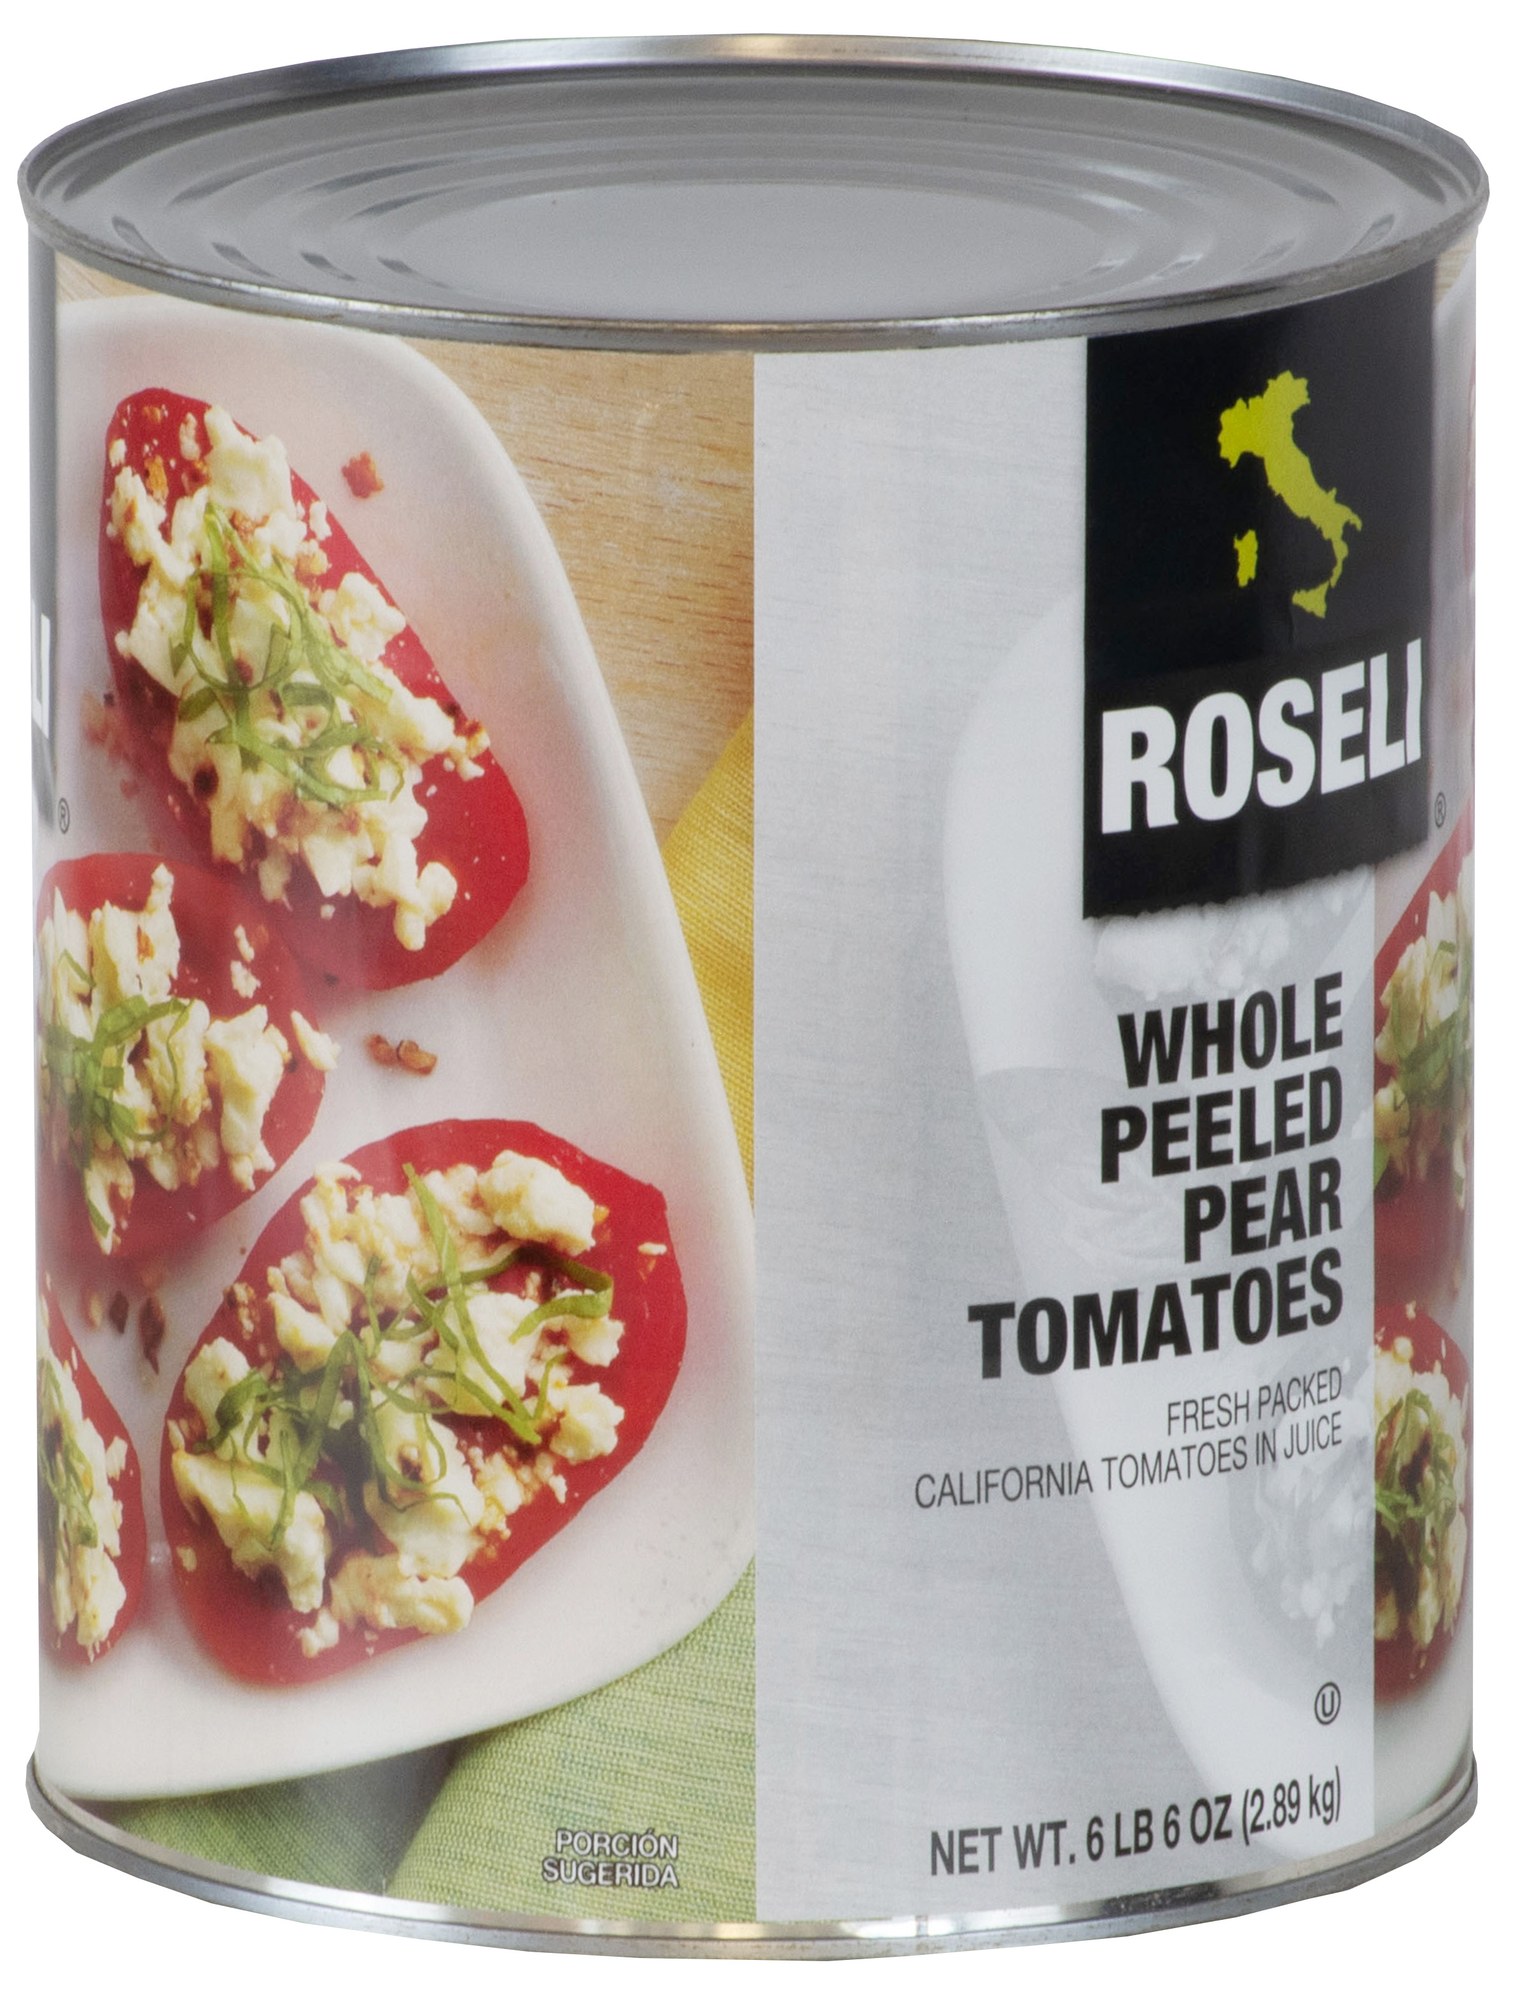 LI
®
ROSELI
®
WHOLE
PEELED
PEAR
TOMATOES
FRESH PACKED
CALIFORNIA TOMATOES IN JUICE
U
NET WT. 6 LB 6 OZ (2.89 kg)
PORCIÓN
SUGERIDA